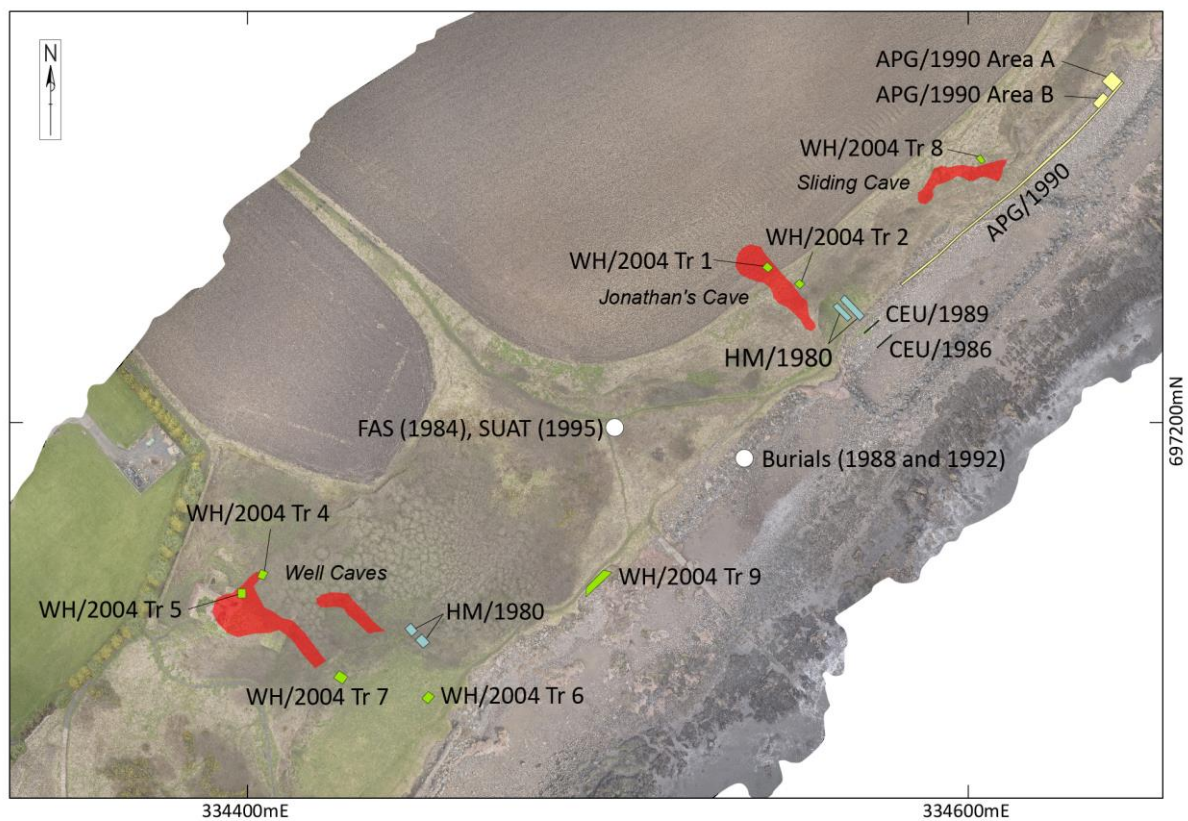 N
APG/1990 Area A
APG/1990 Area B
WH/2004 Tr 8
Sliding Cave
APG/1990
WH/2004 Tr 2
WH/2004 Tr 1
Jonathan's Cave
CEU/1989
HM/1980
CEU/1986
FAS (1984), SUAT (1995)
697200mN
Burials (1988 and 1992)
WH/2004 Tr 4
Well Caves
WH/2004 Tr 9
WH/2004 Tr 5
HM/1980
WH/2004 Tr 7
WH/2004 Tr 6
334400mE
334600mE